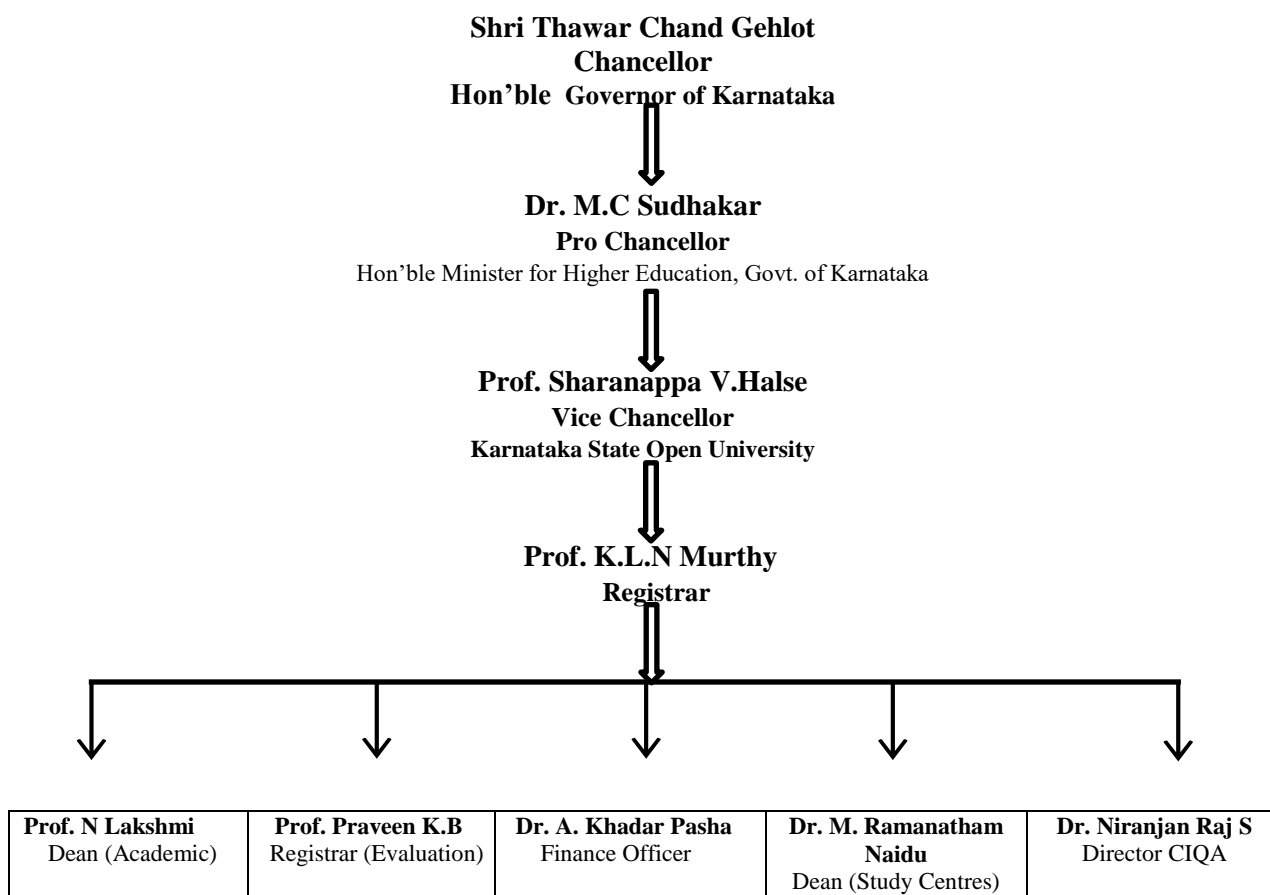 Shri Thawar Chand Gehlot
Chancellor
Hon’ble Governor of Karnataka
Dr. M.C Sudhakar
Pro Chancellor
Hon’ble Minister for Higher Education, Govt. of Karnataka
Prof. Sharanappa V.Halse
Vice Chancellor
Karnataka State Open University
Prof. K.L.N Murthy
Registrar
Prof. N Lakshmi
Dean (Academic)
Prof. Praveen K.B
Registrar (Evaluation)
Dr. A. Khadar Pasha
Finance Officer
Dr. M. Ramanatham
Naidu
Dean (Study Centres)
Dr. Niranjan Raj S
Director CIQA